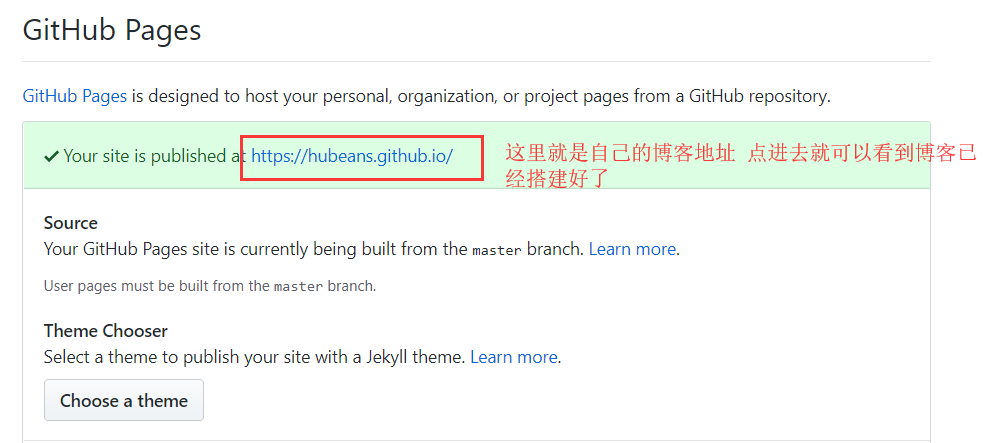 GitHub Pages
GitHub Pages is designed to host your personal, organization, or project pages from a GitHub repository.
Your site is published at https://hubeans.github.io/
这里就是自己的博客地址 点进去就可以看到博客已
经搭建好了
Source
Your GitHub Pages site is currently being built from the master branch. Learn more.
User pages must be built from the master branch.
Theme Chooser
Select a theme to publish your site with a Jekyll theme. Learn more.
Choose a theme